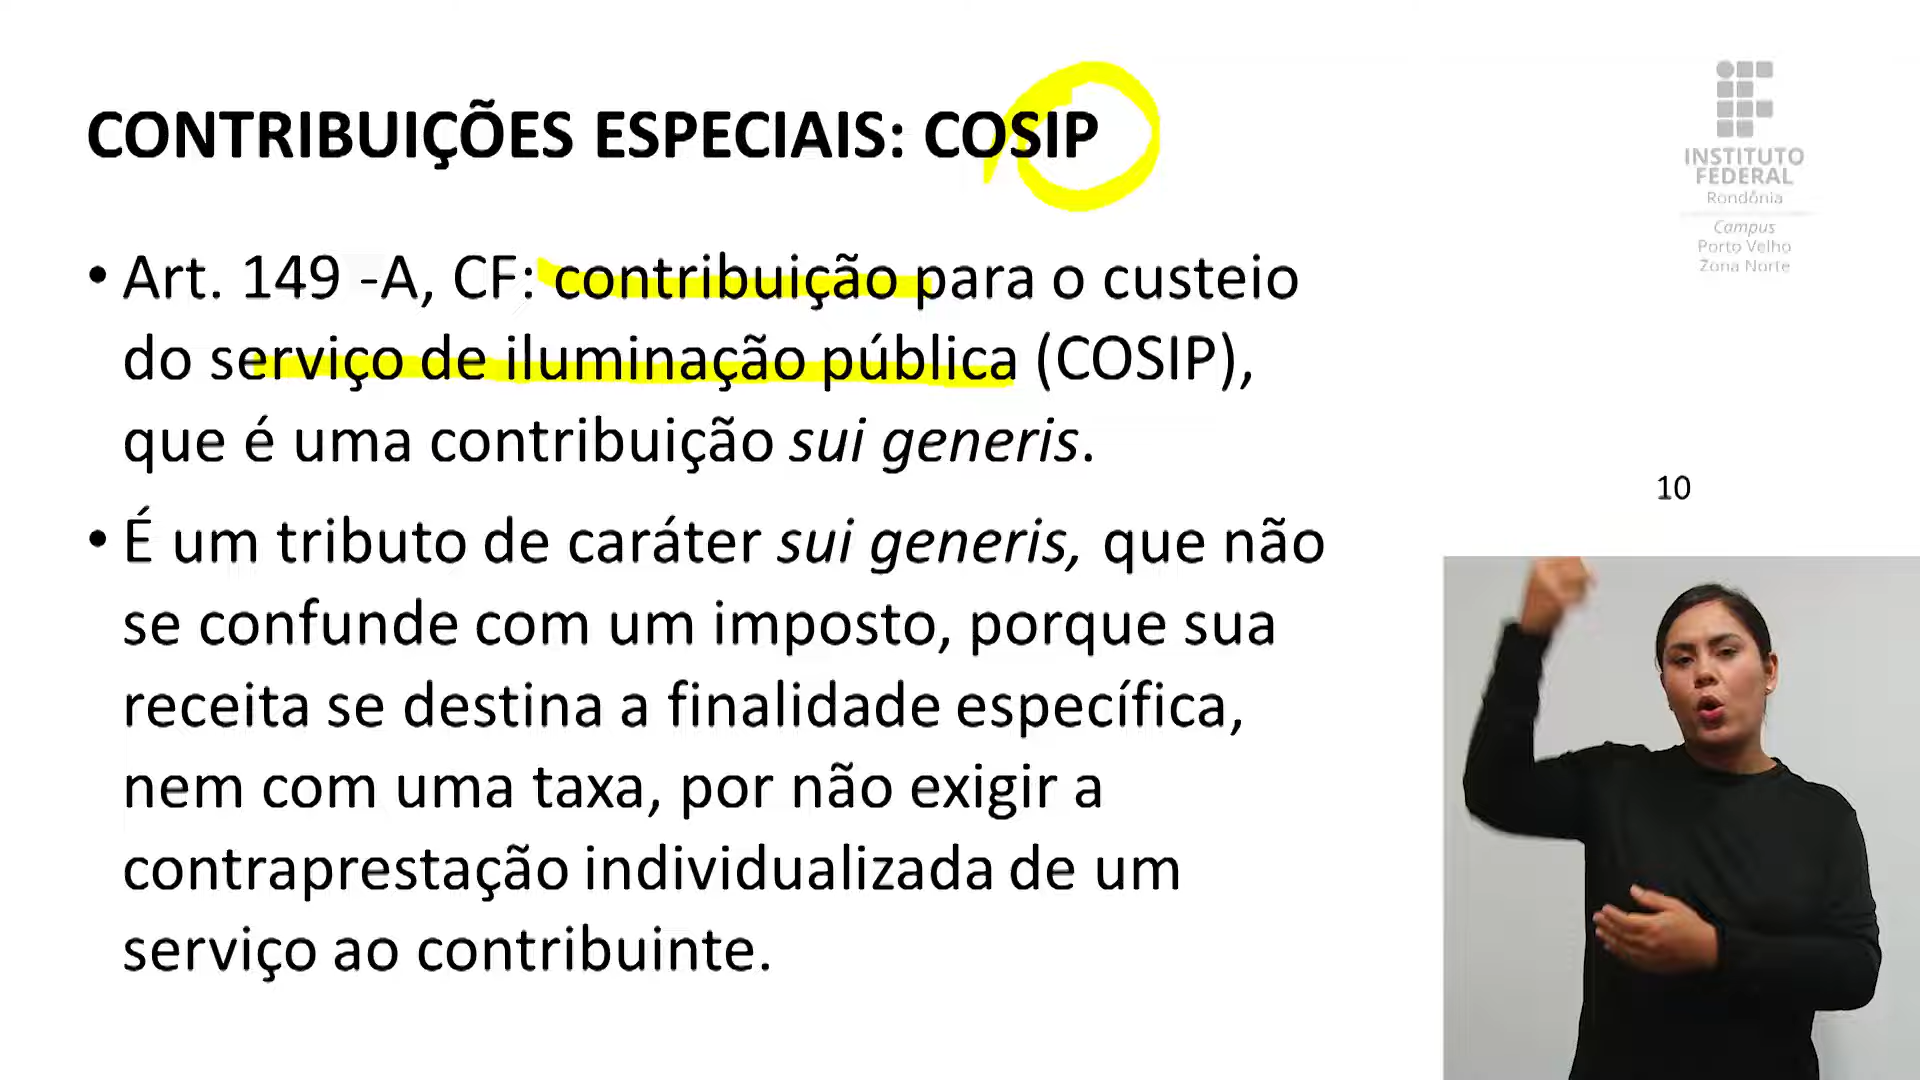 CONTRIBUIÇÕES ESPECIAIS: COSIP
• Art. 149 -A, CF: contribuição para o custeio
do serviço de iluminação pública (COSIP),
que é uma contribuição sui generis.
• É um tributo de caráter sui generis, que não
se confunde com um imposto, porque sua
receita se destina a finalidade específica,
nem com uma taxa, por não exigir a
contraprestação individualizada de um
serviço ao contribuinte.
INSTITUTO
FEDERAL
Rondônia
Campus
Porto Velho
Zona Norte
10